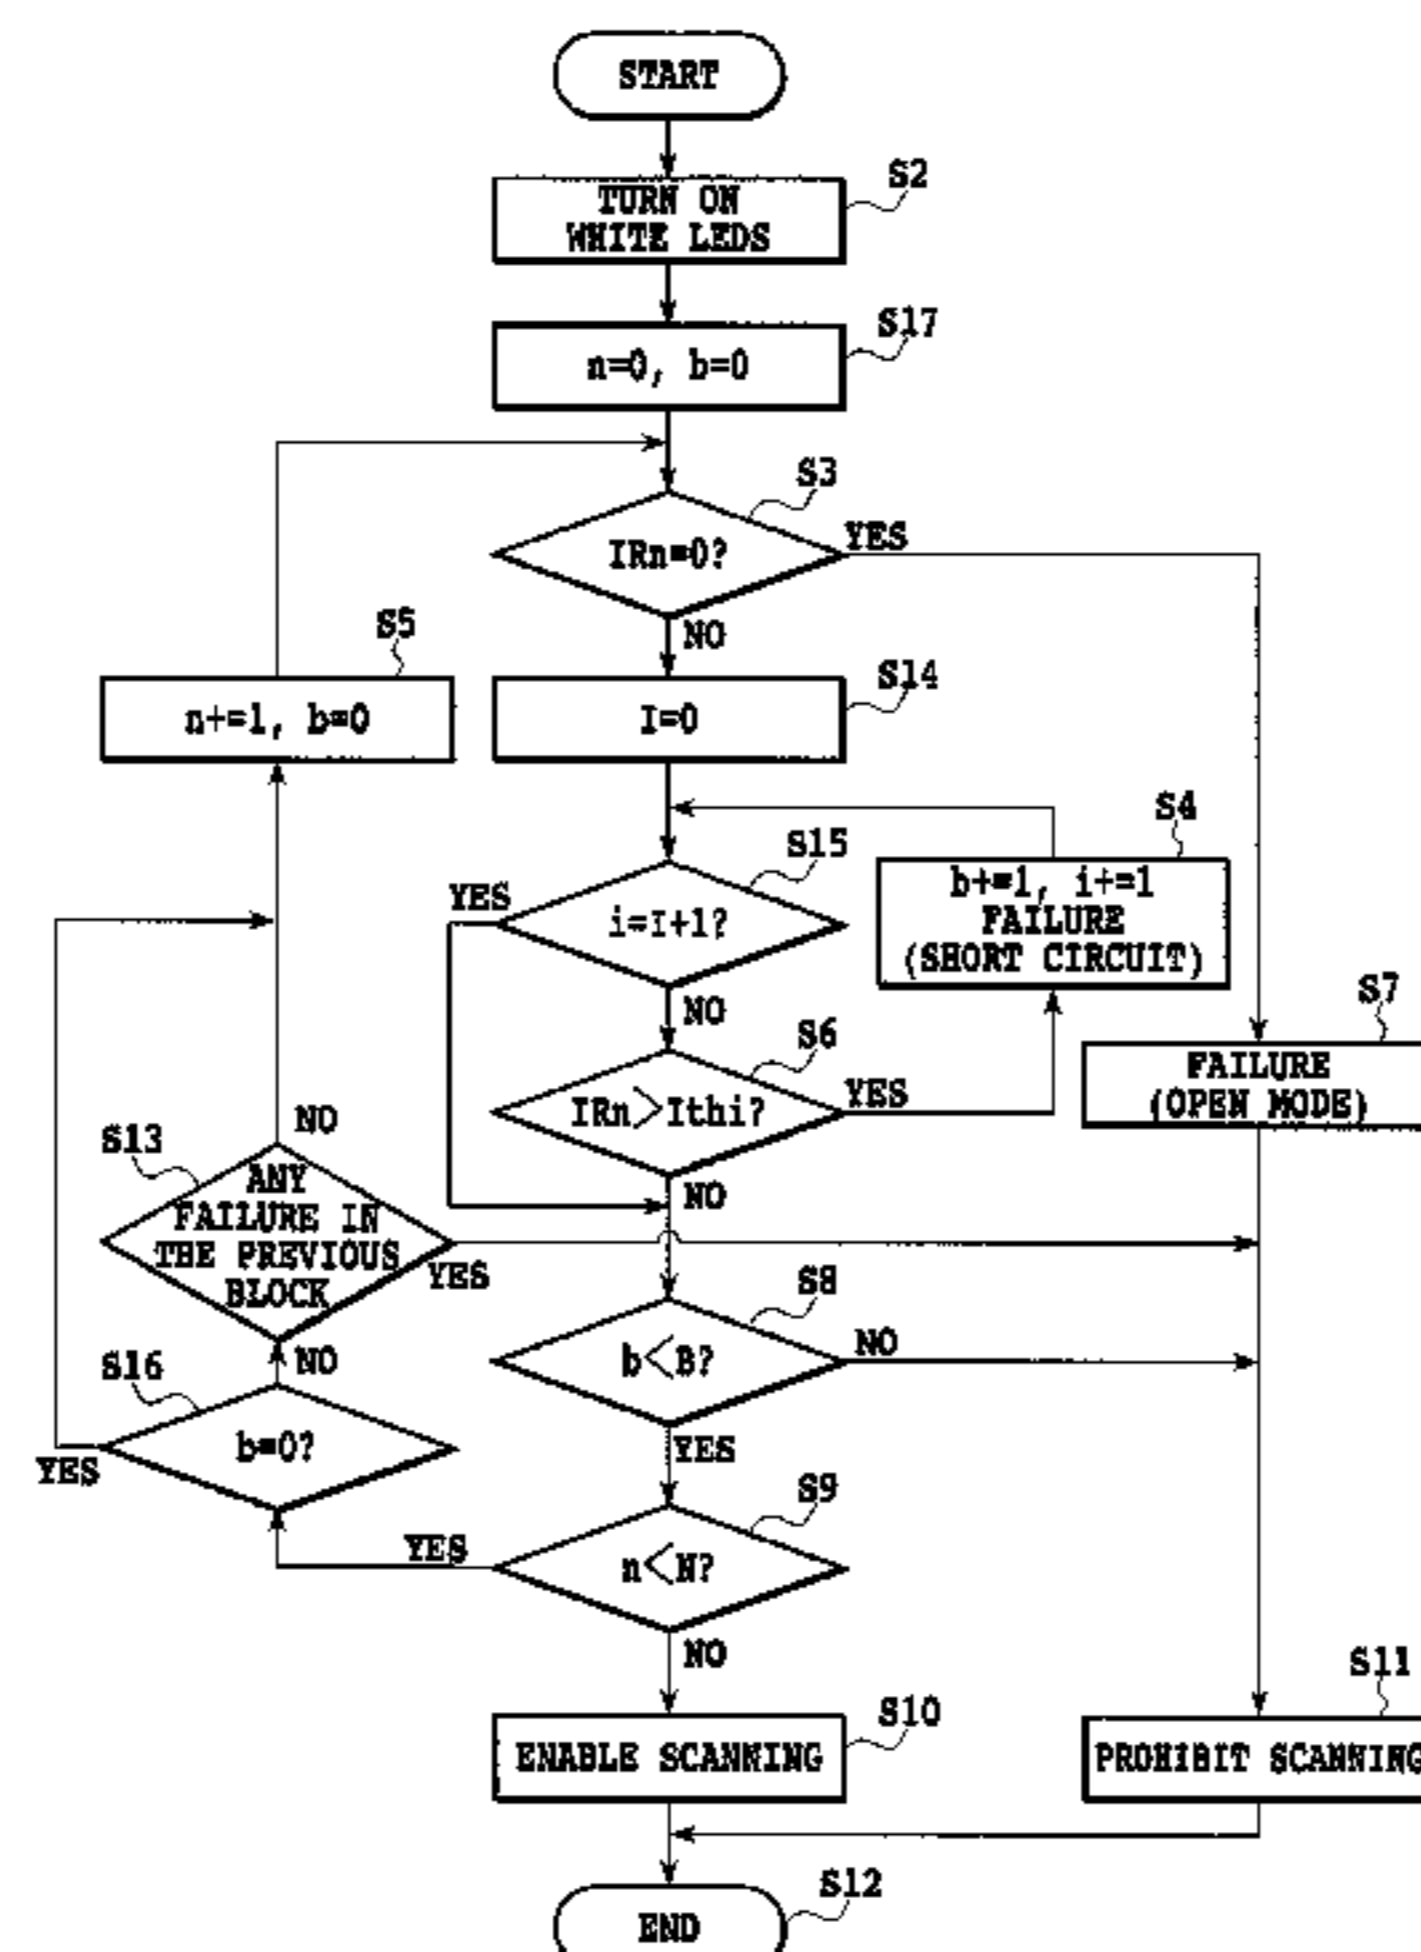 START
S2
TURN ON
WHITE LEDS
S17
n=0, b=0
S3
IRn=0?
YES
NO
S5
n+=1, b=0
S14
I=0
S4
b+=1, i+=1
FAILURE
(SHORT CIRCUIT)
S15
YES
i=I+1?
NO
S7
FAILURE
(OPEN MODE)
S6
IRn>Ithi?
YES
NO
NO
S13
ANY
FAILURE IN
THE PREVIOUS
BLOCK
YES
S8
b<B?
NO
YES
S16
NO
b=0?
YES
S9
YES
n<N?
NO
S10
ENABLE SCANNING
S11
PROHIBIT SCANNING
S12
END